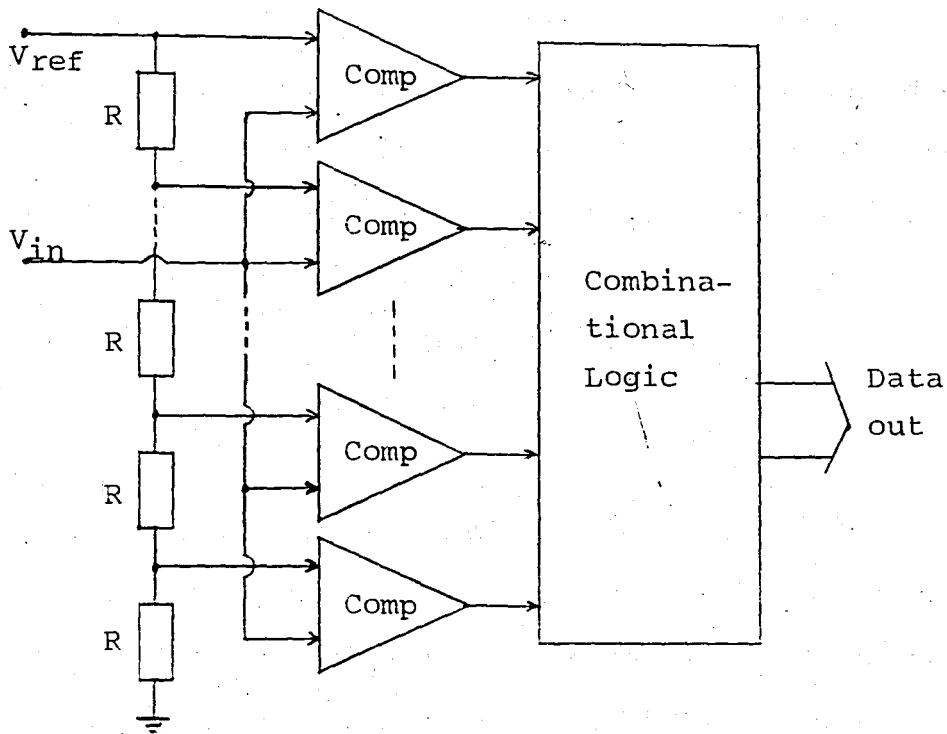 Vref
R
Comp
Comp
Vin
R
Comp
R
Comp
R
Combina-
tional
Logic
Data
out